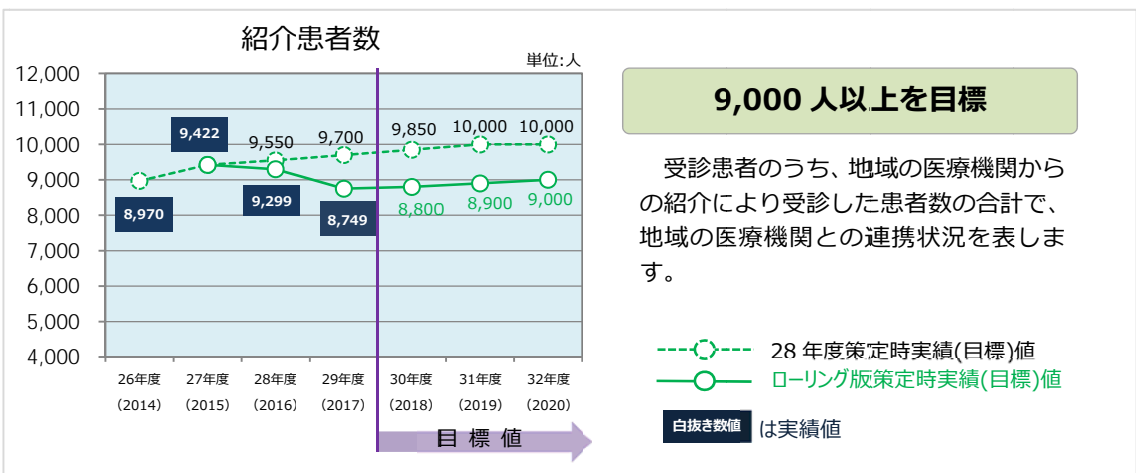 紹介患者数
単位:人
12,000
11,000
10,000
9,000
8,000
7,000
6,000
5,000
4,000
8,970
9,422
9,550
9,700
9,850
10,000
10,000
9,299
8,749
8,800
8,900
9,000
26年度
(2014)
27年度
(2015)
28年度
(2016)
29年度
(2017)
30年度
(2018)
31年度
(2019)
32年度
(2020)
目 標 値
9,000 人以上を目標
受診患者のうち、地域の医療機関から
の紹介により受診した患者数の合計で、
地域の医療機関との連携状況を表しま
す。
28 年度策定時実績(目標)値
ローリング版策定時実績(目標)値
白抜き数値 は実績値